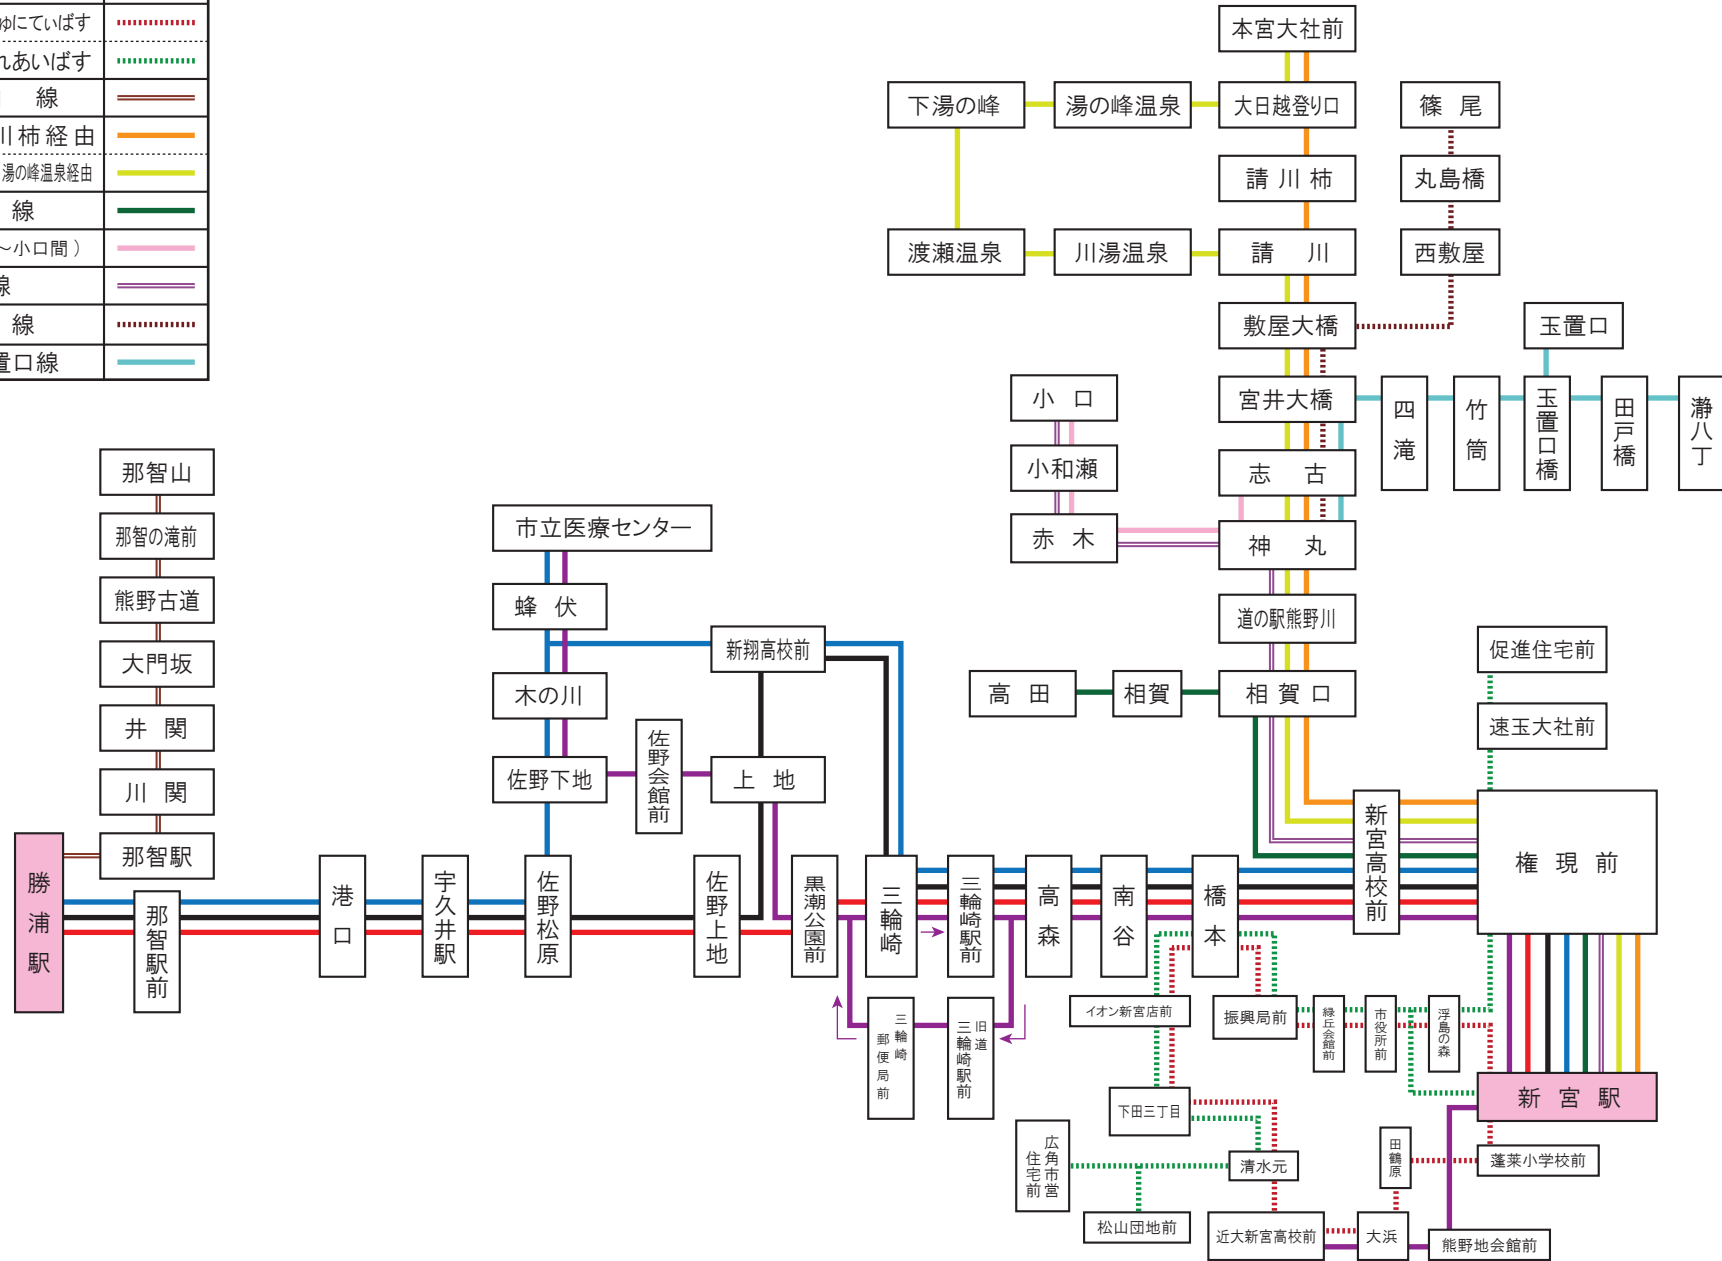 ゅにてぃばす
れあいばす
線
川柿経由
湯の峰温泉経由
線
～小口間）
線
線
置口線
本宮大社前
下湯の峰
湯の峰温泉
大日越登り口
篠尾
請川柿
丸島橋
渡瀬温泉
川湯温泉
請川
西敷屋
敷屋大橋
玉置口
小口
宮井大橋
四滝
竹筒
玉置口橋
田戸橋
瀞八丁
小和瀬
志古
赤木
神丸
道の駅熊野川
高田
相賀
相賀口
那智山
那智の滝前
熊野古道
大門坂
井関
川関
那智駅
市立医療センター
蜂伏
新翔高校前
木の川
佐野会館前
佐野下地
上地
促進住宅前
速玉大社前
勝浦駅
那智駅前
港口
宇久井駅
佐野松原
佐野上地
黒潮公園前
三輪崎
三輪崎駅前
高森
南谷
橋本
新宮高校前
権現前
三輪崎
郵便局前
旧道
三輪崎駅前
イオン新宮店前
振興局前
緑丘会館前
市役所前
浮島の森
新宮駅
下田三丁目
広角市営
住宅前
清水元
田鶴原
蓬莱小学校前
松山団地前
近大新宮高校前
大浜
熊野地会館前